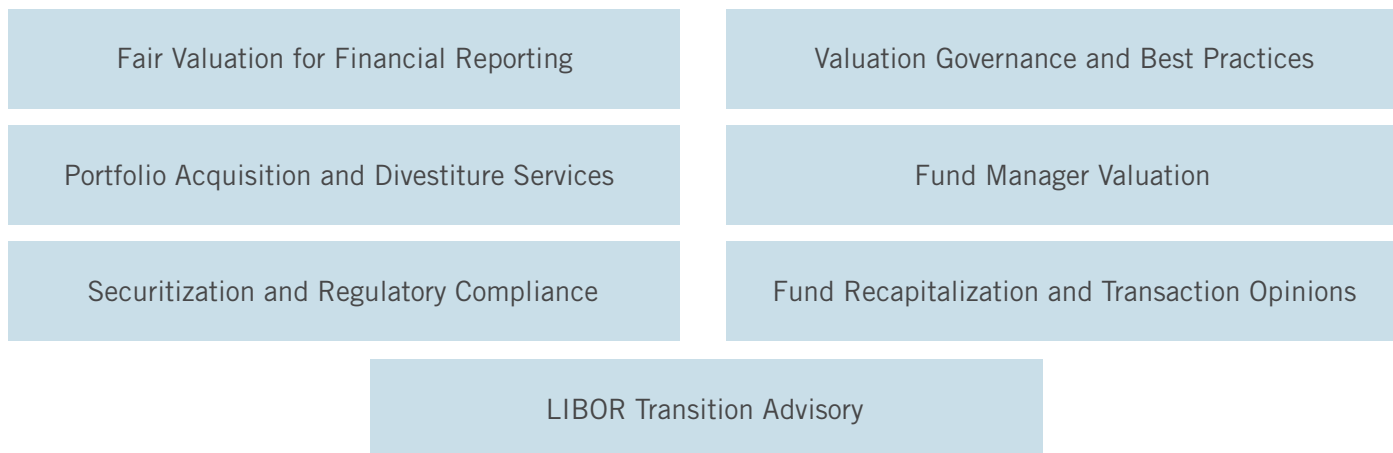 Fair Valuation for Financial Reporting
Valuation Governance and Best Practices
Portfolio Acquisition and Divestiture Services
Fund Manager Valuation
Securitization and Regulatory Compliance
Fund Recapitalization and Transaction Opinions
LIBOR Transition Advisory